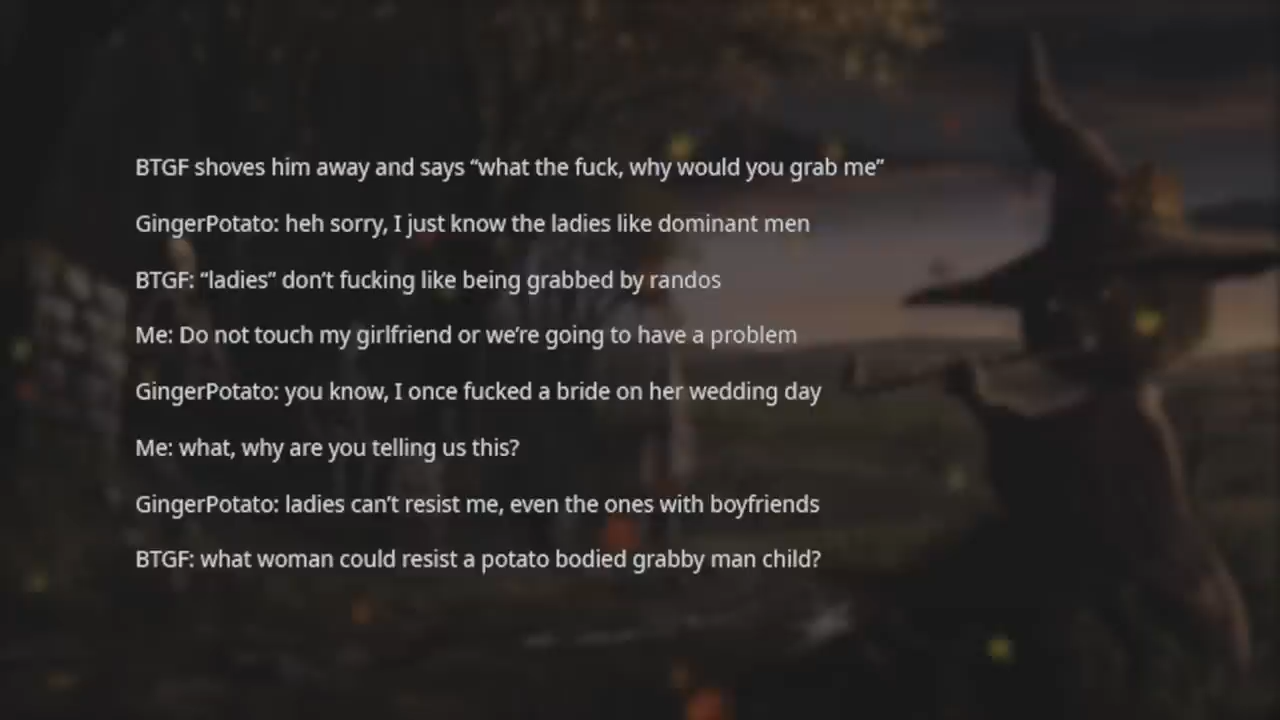 BTGF shoves him away and says “what the fuck, why would you grab me”
GingerPotato: heh sorry, I just know the ladies like dominant men
BTGF: “ladies” don’t fucking like being grabbed by randos
Me: Do not touch my girlfriend or we’re going to have a problem
GingerPotato: you know, I once fucked a bride on her wedding day
Me: what, why are you telling us this?
GingerPotato: ladies can’t resist me, even the ones with boyfriends
BTGF: what woman could resist a potato bodied grabby man child?